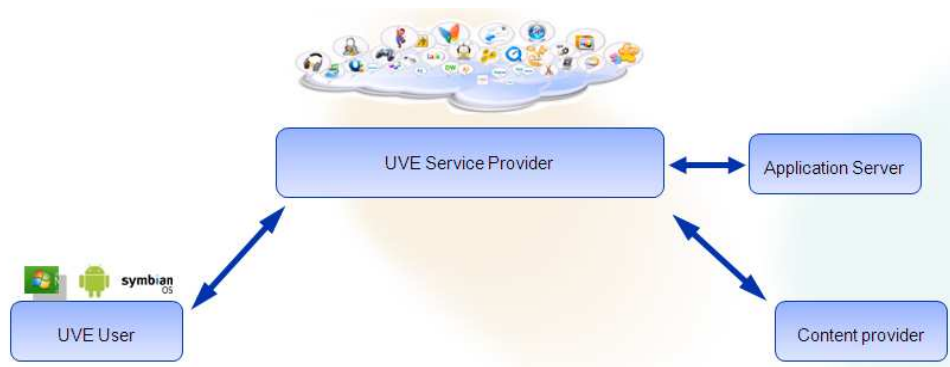 UVE Service Provider
Application Server
symbian
OS
UVE User
Content provider